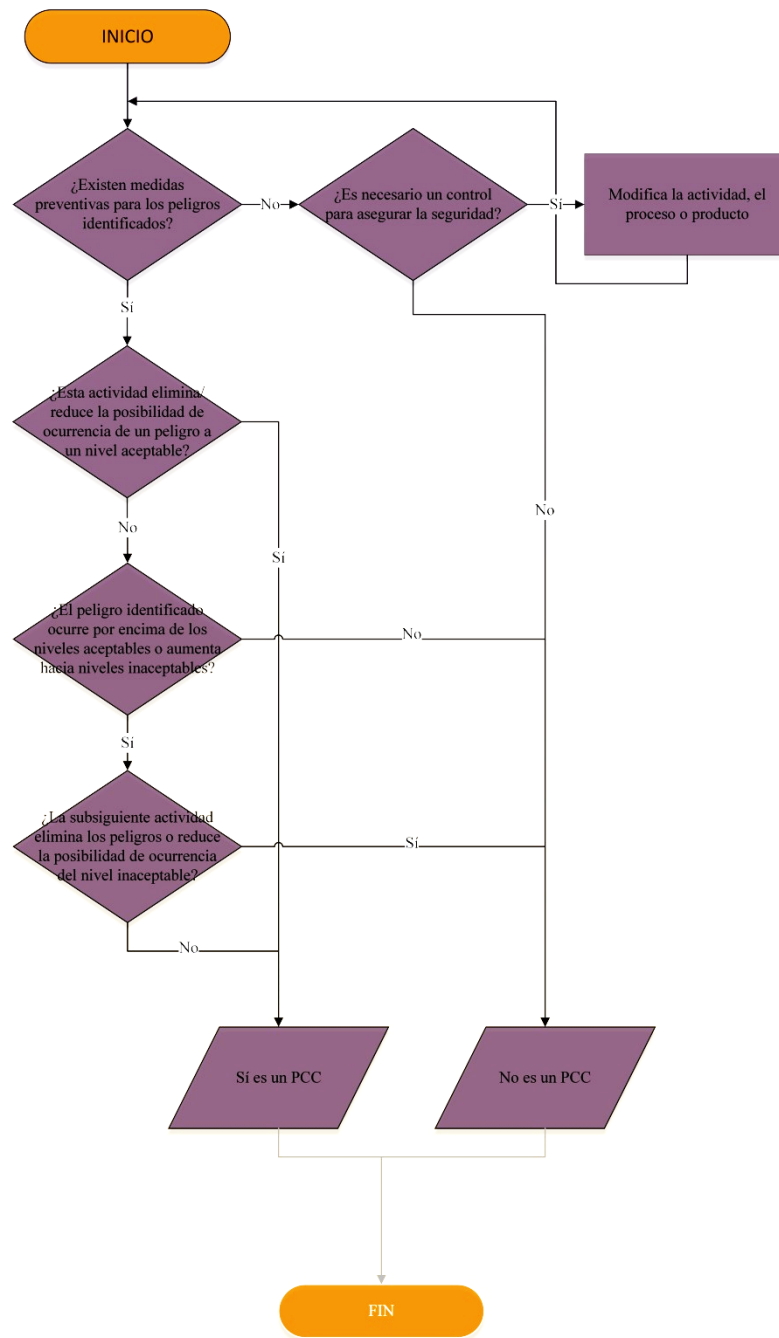 INICIO
¿Existen medidas
preventivas para los peligros
identificados?
No
¿Es necesario un control
para asegurar la seguridad?
Sí
Modifica la actividad, el
proceso o producto
Sí
¿Esta actividad elimina/
reduce la posibilidad de
ocurrencia de un peligro a
un nivel aceptable?
No
No
Sí
¿El peligro identificado
ocurre por encima de los
niveles aceptables o aumenta
hacia niveles inaceptables?
No
Sí
¿La subsiguiente actividad
elimina los peligros o reduce
la posibilidad de ocurrencia
del nivel inaceptable?
Sí
No
Sí es un PCC
No es un PCC
FIN